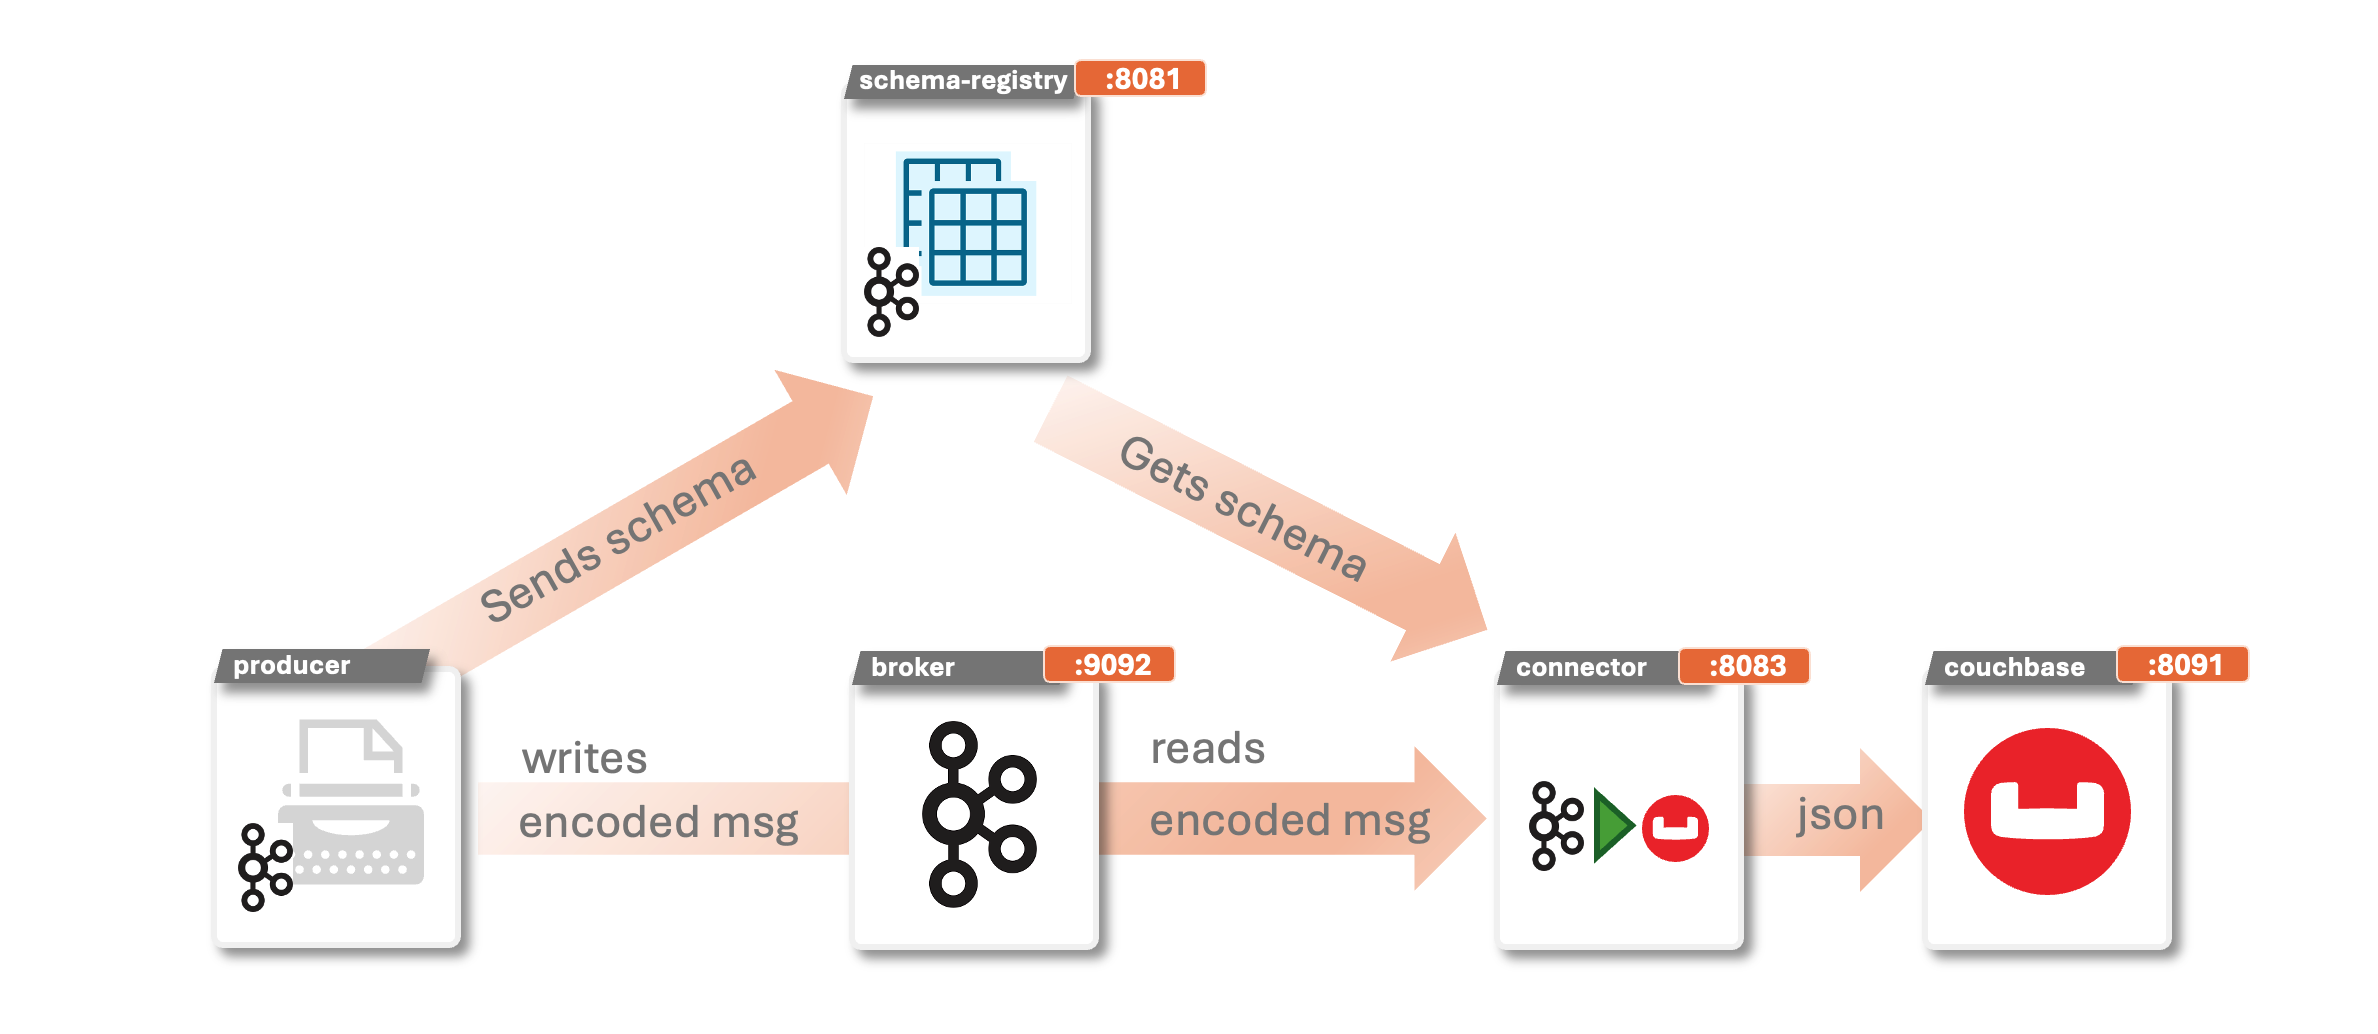 schema-registry
:8081
Sends schema
Gets schema
producer
broker
:9092
connector
:8083
couchbase
:8091
writes
encoded msg
reads
encoded msg
json